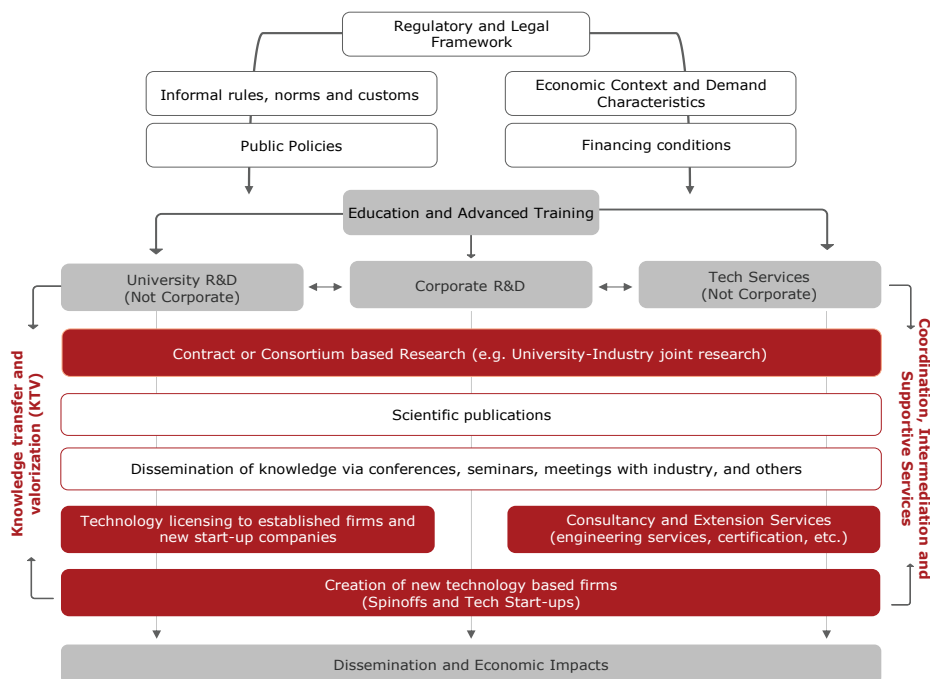 Regulatory and Legal
Framework
Informal rules, norms and customs
Economic Context and Demand
Characteristics
Public Policies
Financing conditions
Education and Advanced Training
University R&D
(Not Corporate)
Corporate R&D
Tech Services
(Not Corporate)
Knowledge transfer and
valorization (KTV)
Coordination, Intermediation and
Supportive Services
Contract or Consortium based Research (e.g. University-Industry joint research)
Scientific publications
Dissemination of knowledge via conferences, seminars, meetings with industry, and others
Technology licensing to established firms and
new start-up companies
Consultancy and Extension Services
(engineering services, certification, etc.)
Creation of new technology based firms
(Spinoffs and Tech Start-ups)
Dissemination and Economic Impacts